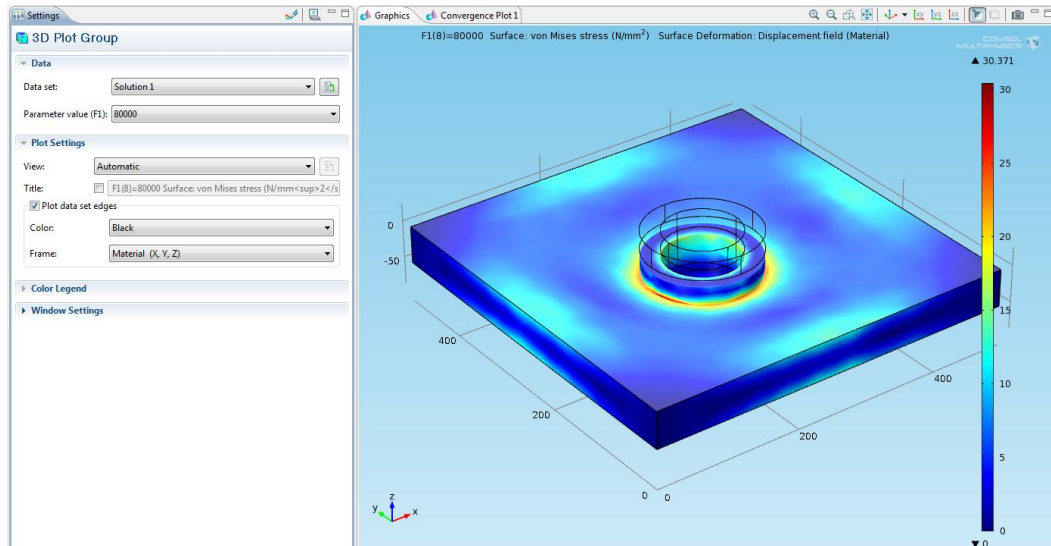 Settings
3D Plot Group
Data
Data set:
Solution 1
Parameter value (F1):
80000
Plot Settings
View:
Automatic
Title:
F1(8)=80000 Surface: von Mises stress (N/mm<sup>2</s
Plot data set edges
Color:
Black
Frame:
Material (X, Y, Z)
Color Legend
Window Settings
Graphics
Convergence Plot 1
F1(8)=80000 Surface: von Mises stress (N/mm²) Surface Deformation: Displacement field (Material)
COMSOL
MULTIPHYSICS
▲ 30.371
30
25
20
15
10
5
0
▼ 0
0
-50
400
200
0
0
200
400
z
y
x